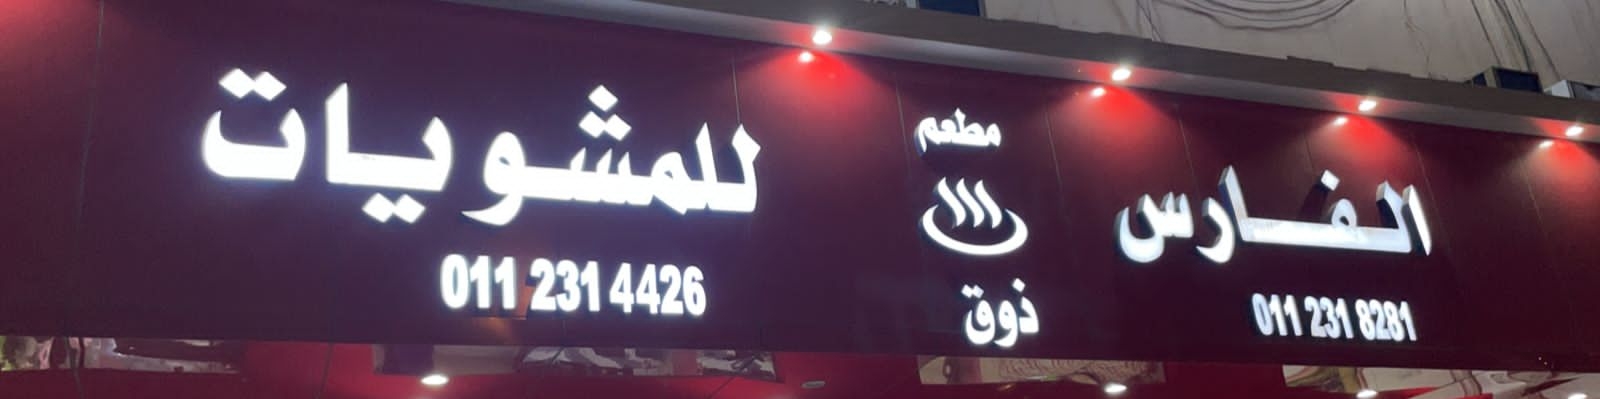 الفارس
011 231 8281
مطعم
ذوق
للمشويات
011 231 4426